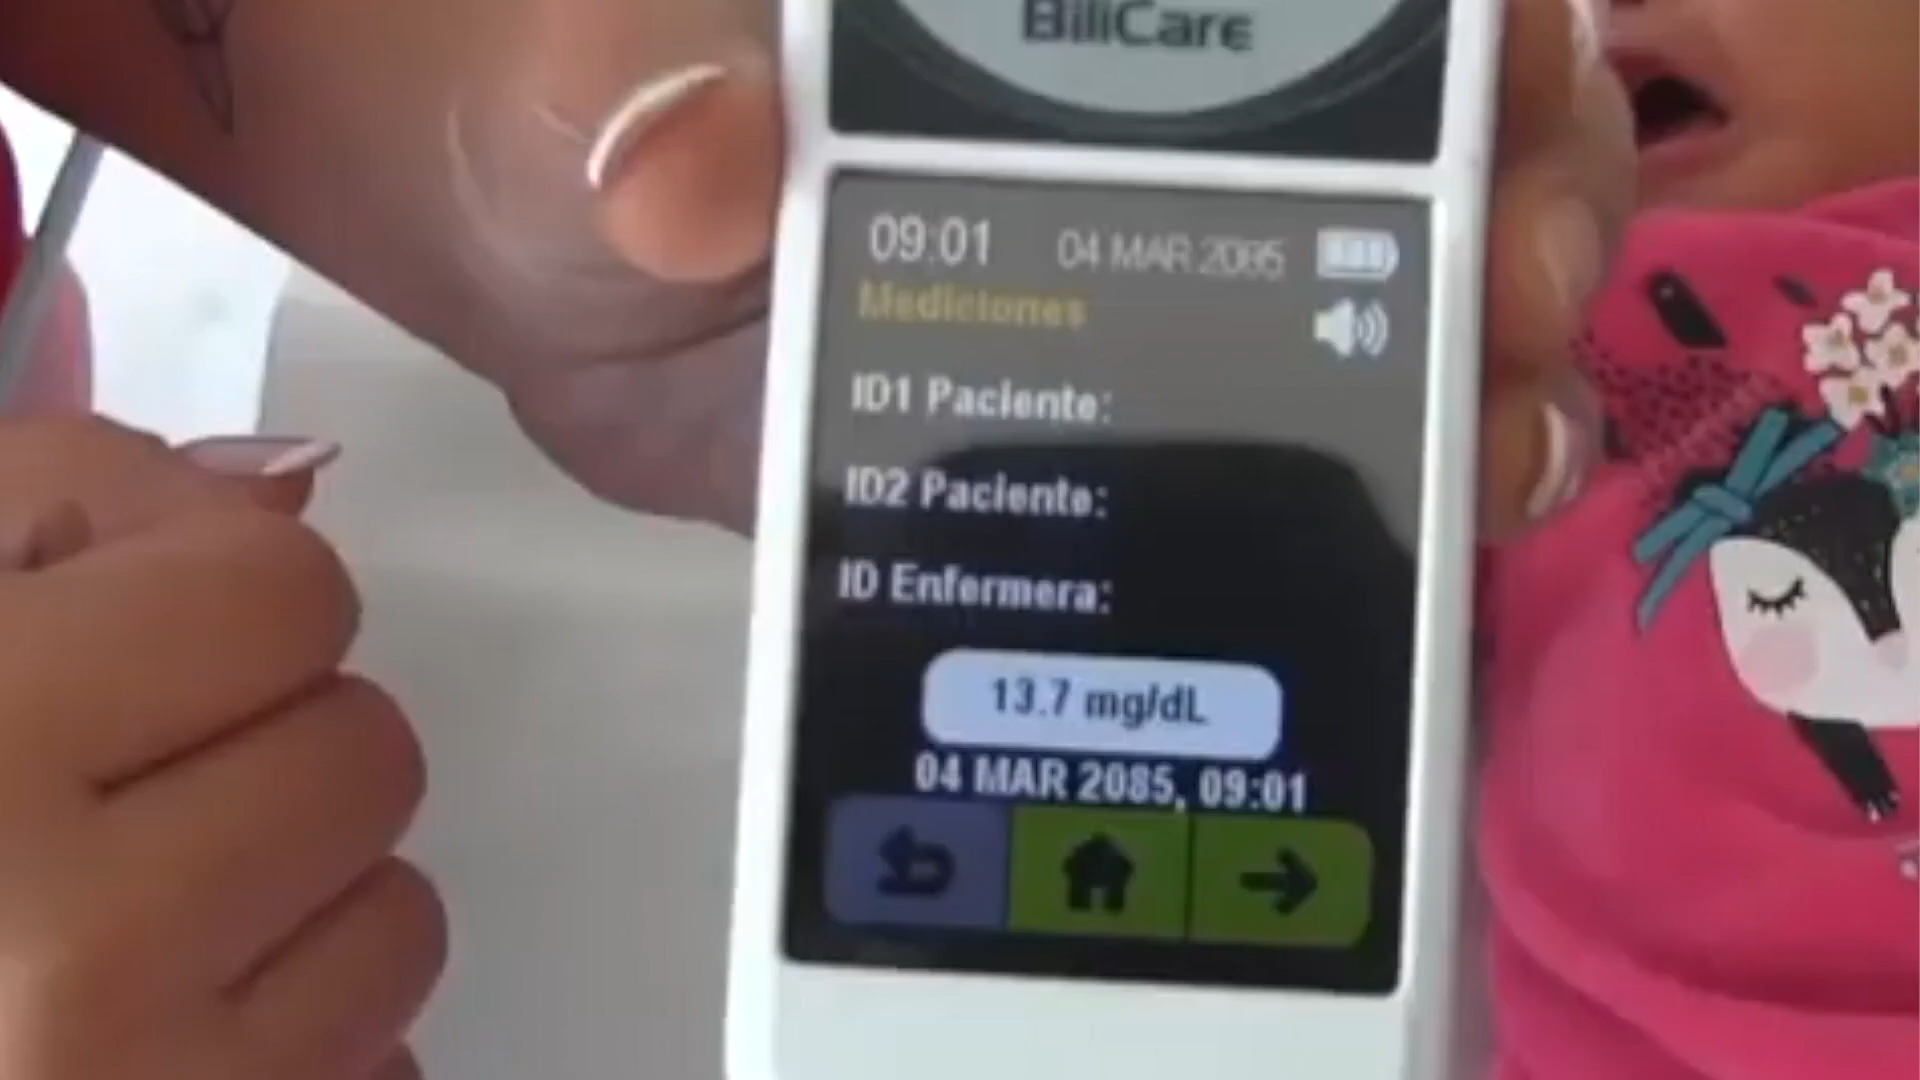 BiliCare
09:01 04 MAR 2085
Mediciones
ID1 Paciente:
ID2 Paciente:
ID Enfermera:
13.7 mg/dL
04 MAR 2085, 09:01